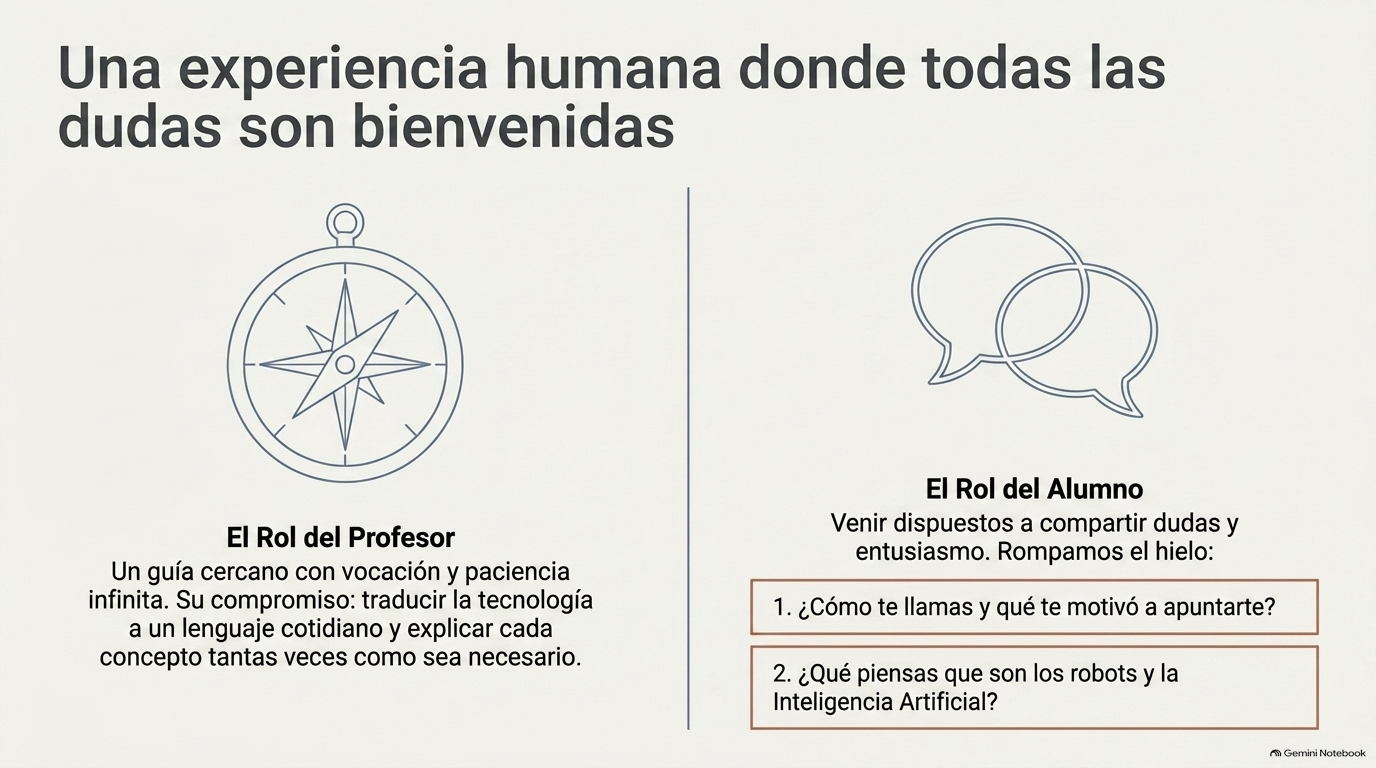 Una experiencia humana donde todas las
dudas son bienvenidas
El Rol del Profesor
Un guía cercano con vocación y paciencia
infinita. Su compromiso: traducir la tecnología
a un lenguaje cotidiano y explicar cada
concepto tantas veces como sea necesario.
El Rol del Alumno
Venir dispuestos a compartir dudas y
entusiasmo. Rompamos el hielo:
1. ¿Cómo te llamas y qué te motivó a apuntarte?
2. ¿Qué piensas que son los robots y la
Inteligencia Artificial?
Gemini Notebook